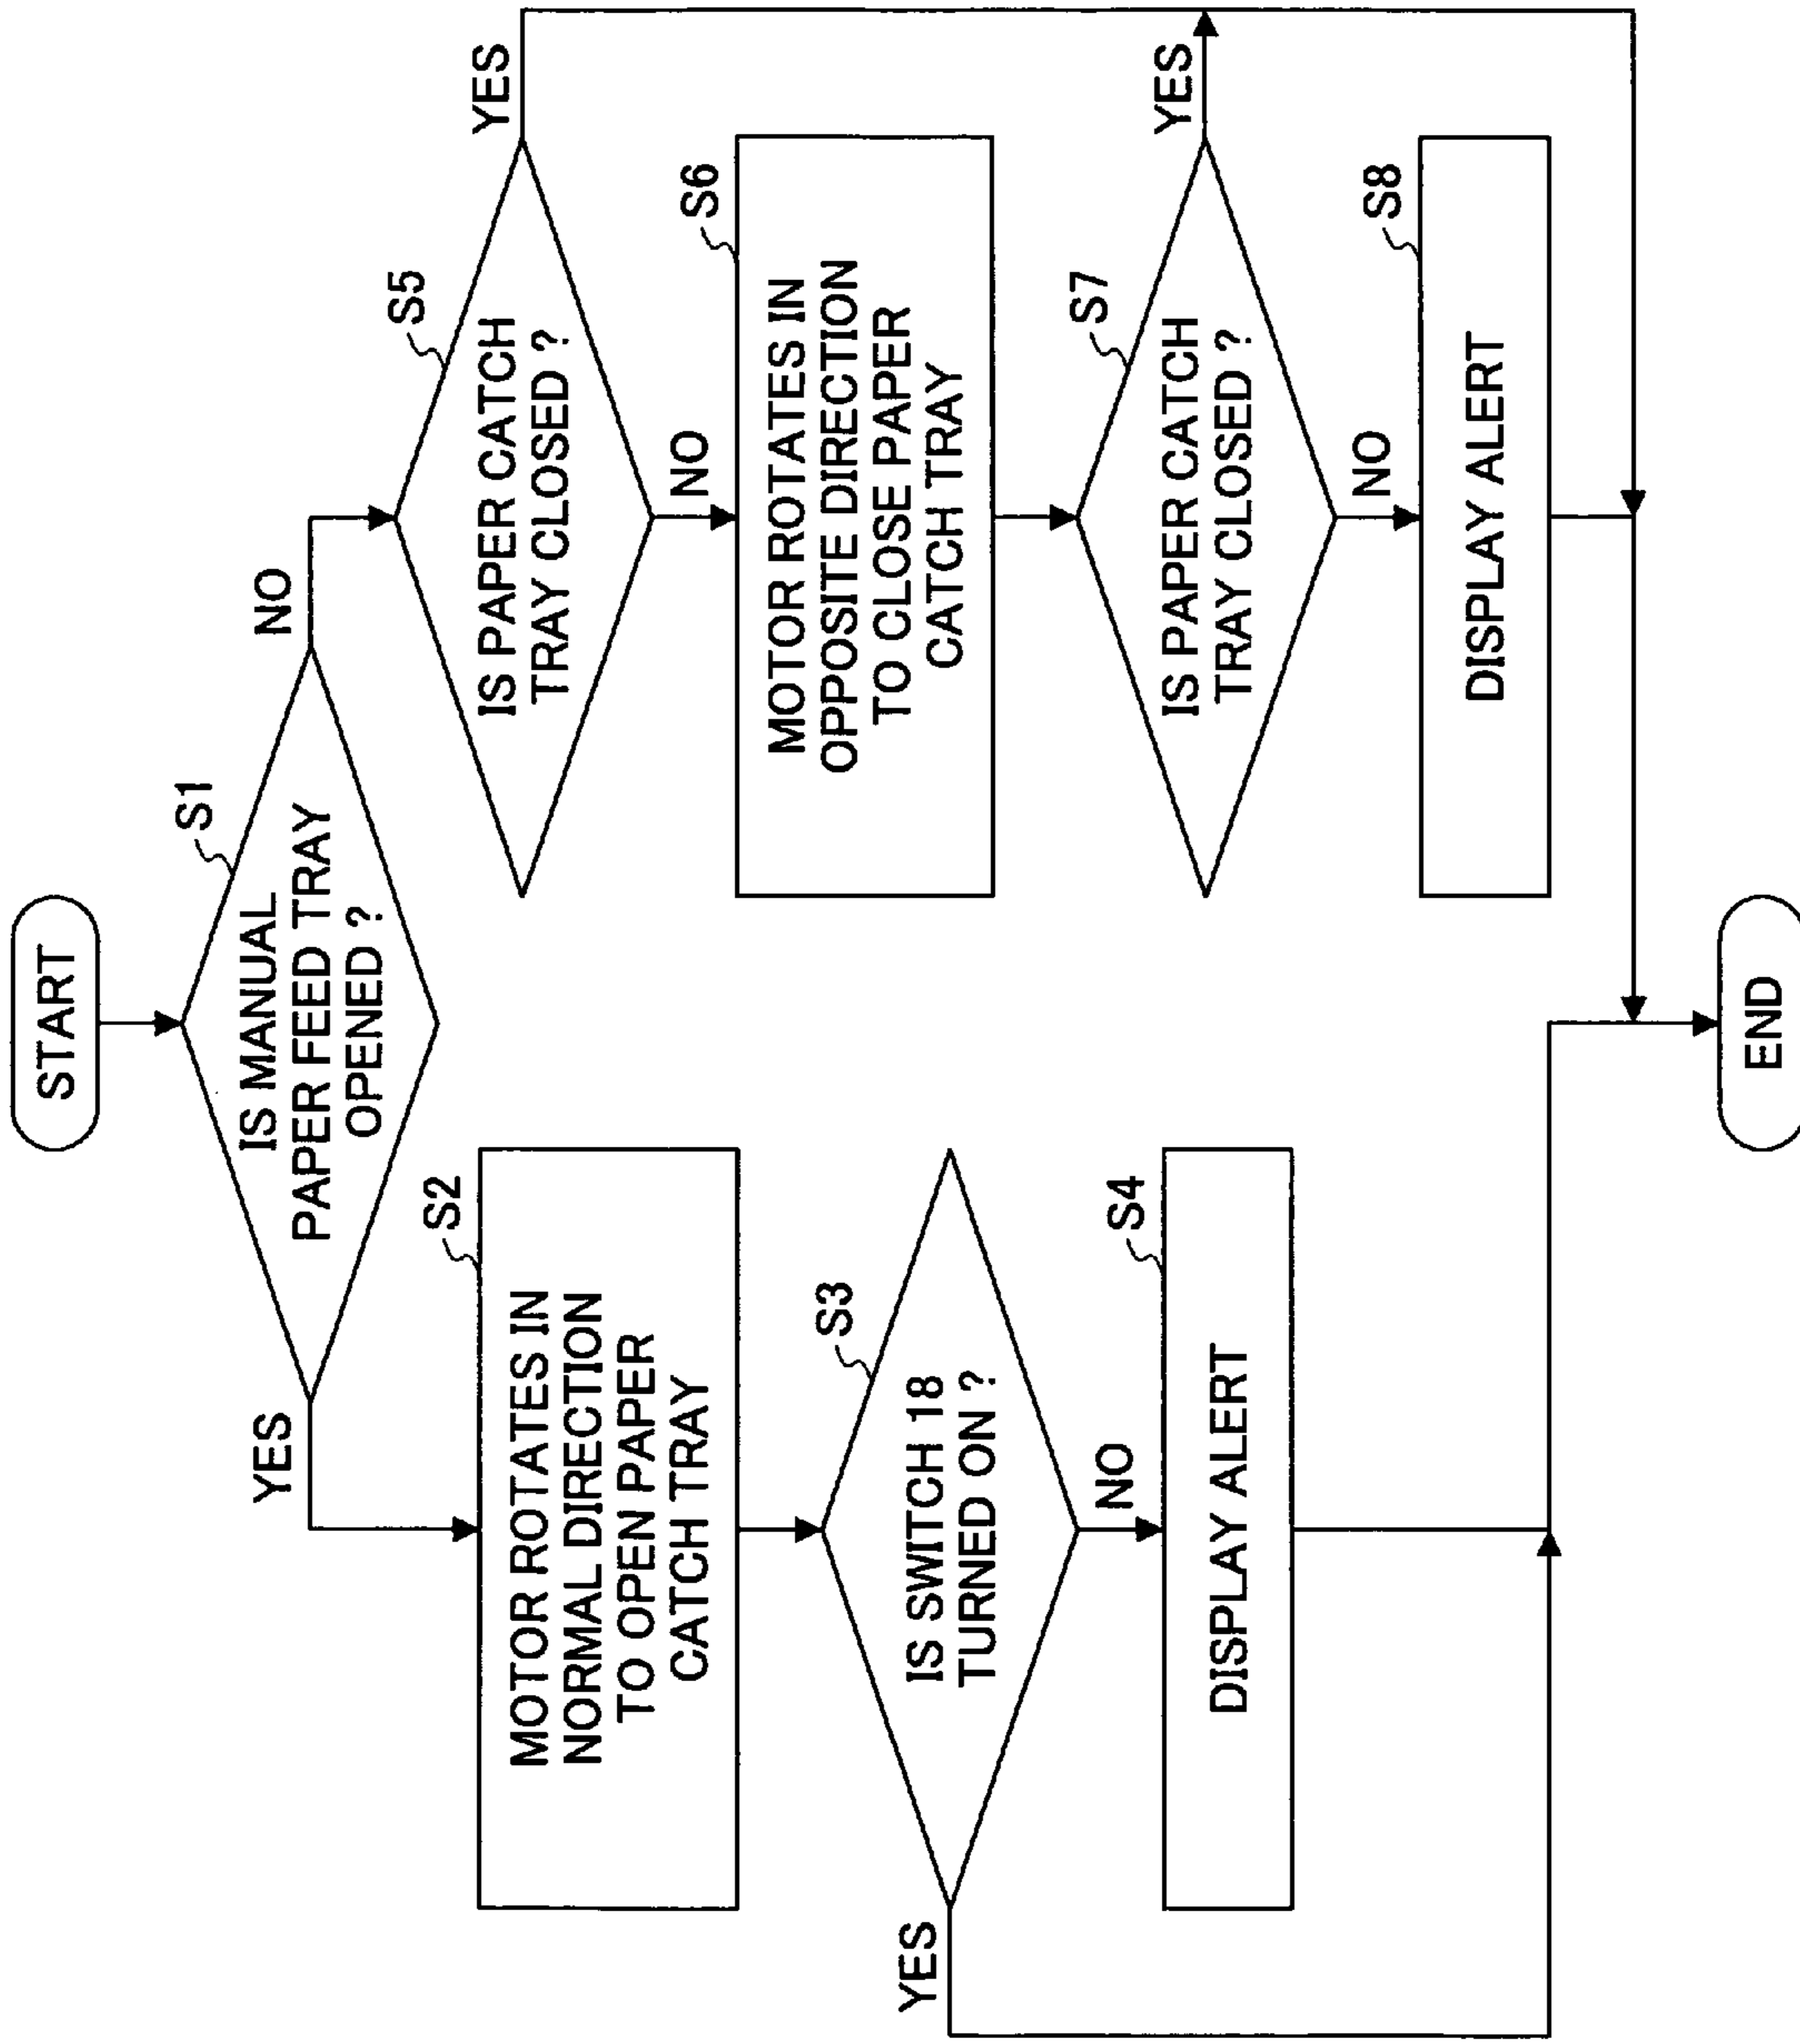 START
S1
IS MANUAL
PAPER FEED TRAY
OPENED ?
YES
NO
S2
MOTOR ROTATES IN
NORMAL DIRECTION
TO OPEN PAPER
CATCH TRAY
S3
IS SWITCH 18
TURNED ON ?
YES
NO
S4
DISPLAY ALERT
S5
IS PAPER CATCH
TRAY CLOSED ?
YES
NO
S6
MOTOR ROTATES IN
OPPOSITE DIRECTION
TO CLOSE PAPER
CATCH TRAY
S7
IS PAPER CATCH
TRAY CLOSED ?
YES
NO
S8
DISPLAY ALERT
END